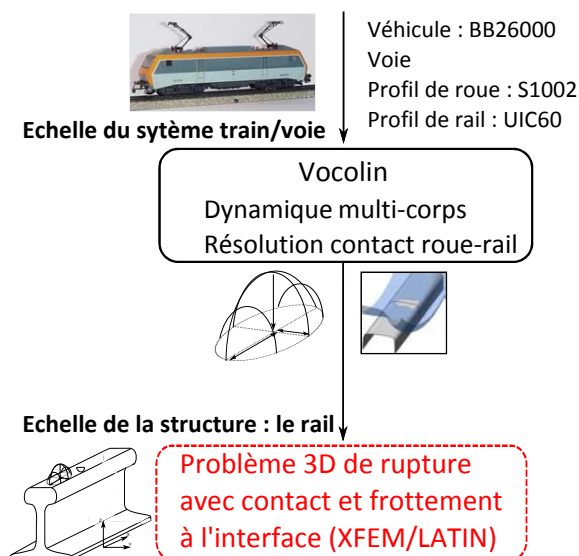 Véhicule : BB26000
Voie
Profil de roue : S1002
Profil de rail : UIC60
Echelle du sytème train/voie
Vocolin
Dynamique multi-corps
Résolution contact roue-rail
Echelle de la structure : le rail
Problème 3D de rupture
avec contact et frottement
à l'interface (XFEM/LATIN)